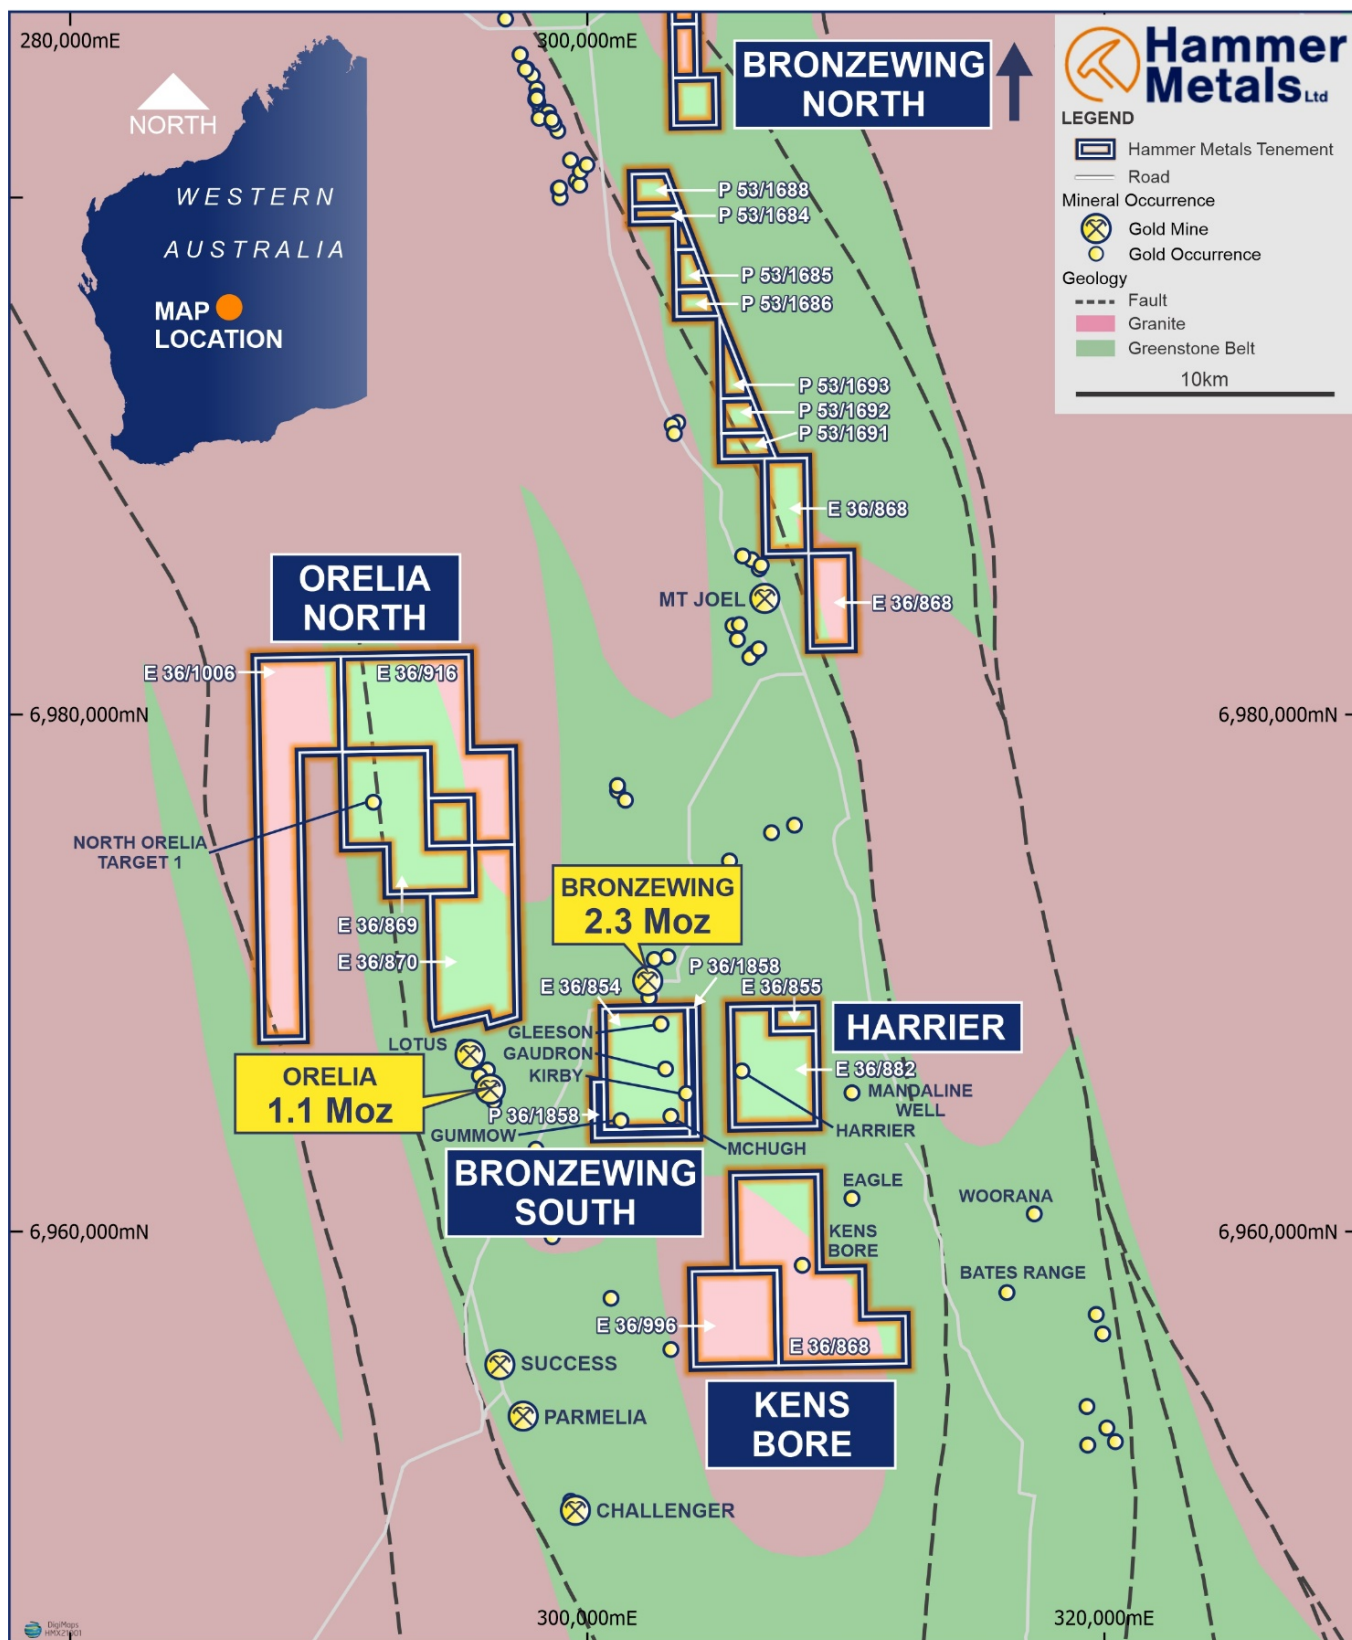 280,000mE
300,000mE
NORTH
WESTERN
AUSTRALIA
MAP
LOCATION
BRONZEWING
NORTH
Hammer
Metals Ltd
LEGEND
Hammer Metals Tenement
Road
Mineral Occurrence
Gold Mine
Gold Occurrence
Geology
Fault
Granite
Greenstone Belt
10km
P 53/1688
P 53/1684
P 53/1685
P 53/1686
P 53/1693
P 53/1692
P 53/1691
E 36/868
MT JOEL
E 36/868
ORELIA
NORTH
E 36/1006
E 36/916
6,980,000mN
6,980,000mN
NORTH ORELIA
TARGET 1
E 36/869
E 36/870
BRONZEWING
2.3 Moz
P 36/1858
E 36/854
E 36/855
GLEESON
GAUDRON
KIRBY
HARRIER
LOTUS
ORELIA
1.1 Moz
E 36/882
MANDALINE
WELL
P 36/1858
GUMMOW
HARRIER
MCHUGH
BRONZEWING
SOUTH
EAGLE
WOORANA
KENS
BORE
6,960,000mN
6,960,000mN
BATES RANGE
E 36/996
E 36/868
SUCCESS
PARMELIA
KENS
BORE
CHALLENGER
300,000mE
320,000mE
DigiMaps